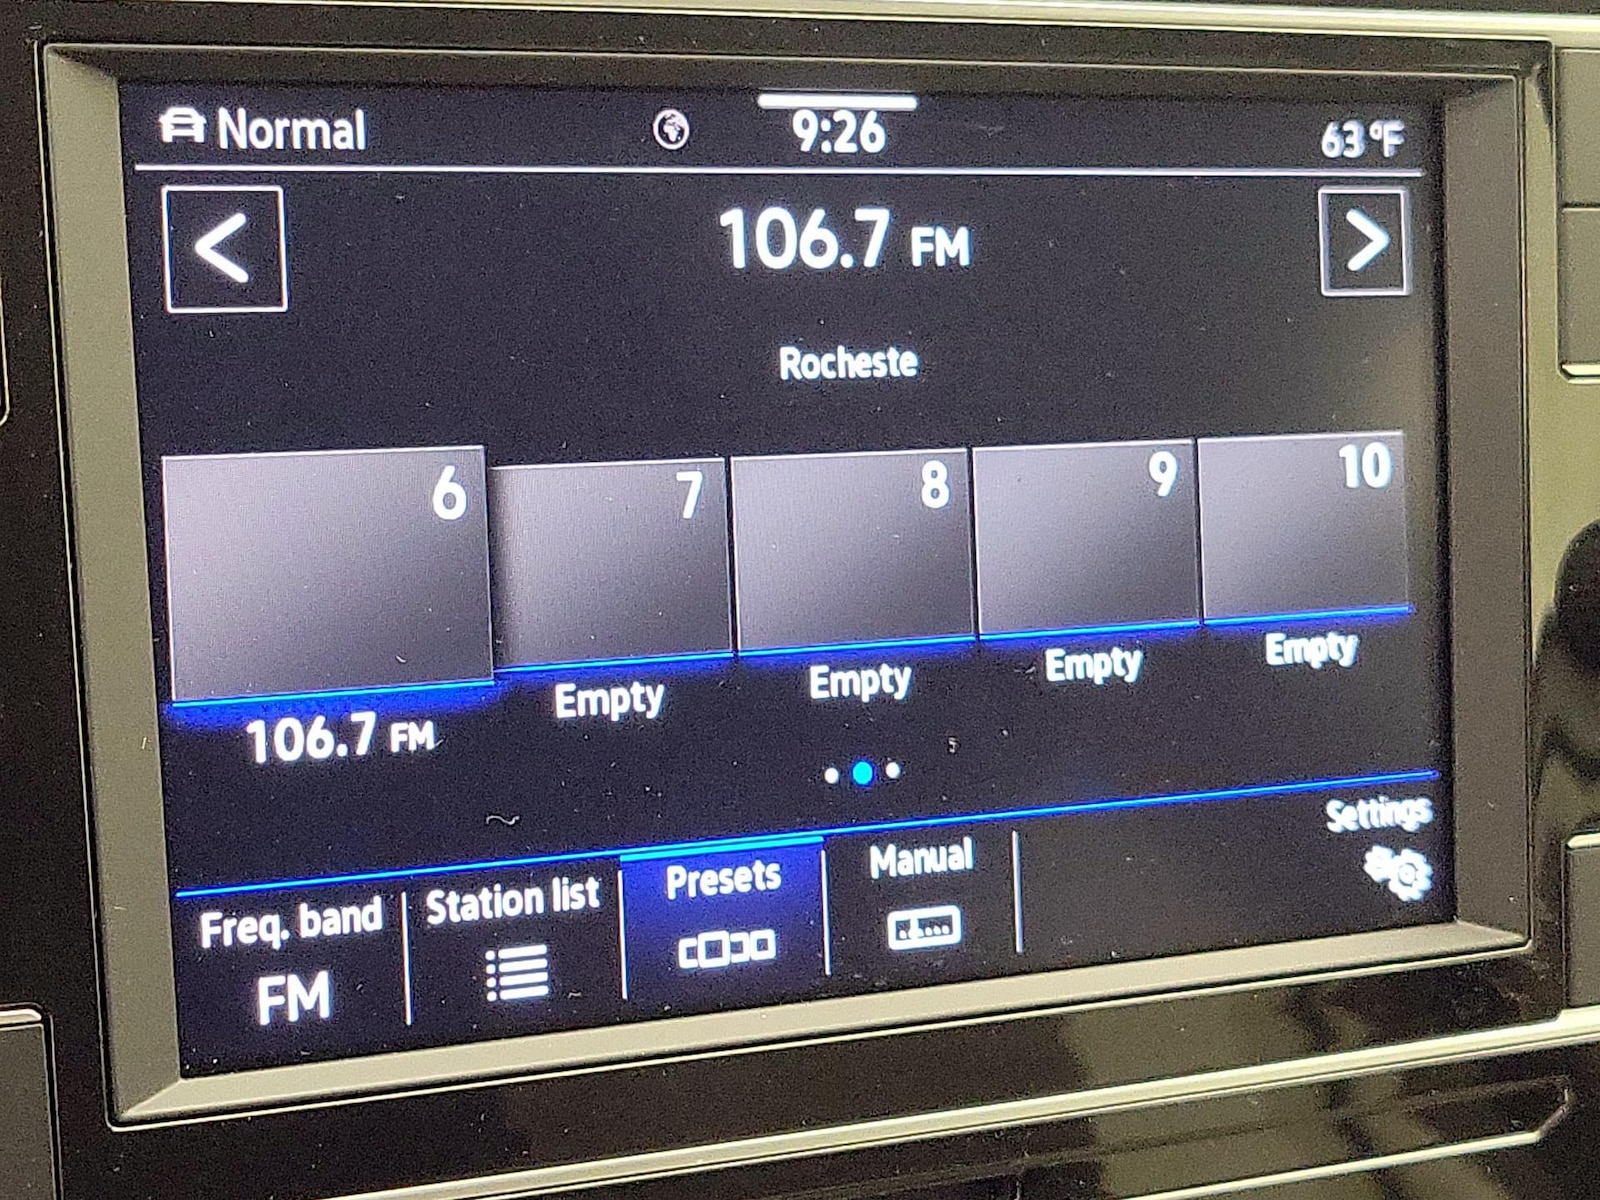 Normal 9:26 63°F
< 106.7 FM >
Rocheste
6 7 8 9 10
106.7 FM Empty Empty Empty Empty
Freq. band Station list Presets Manual Settings
FM